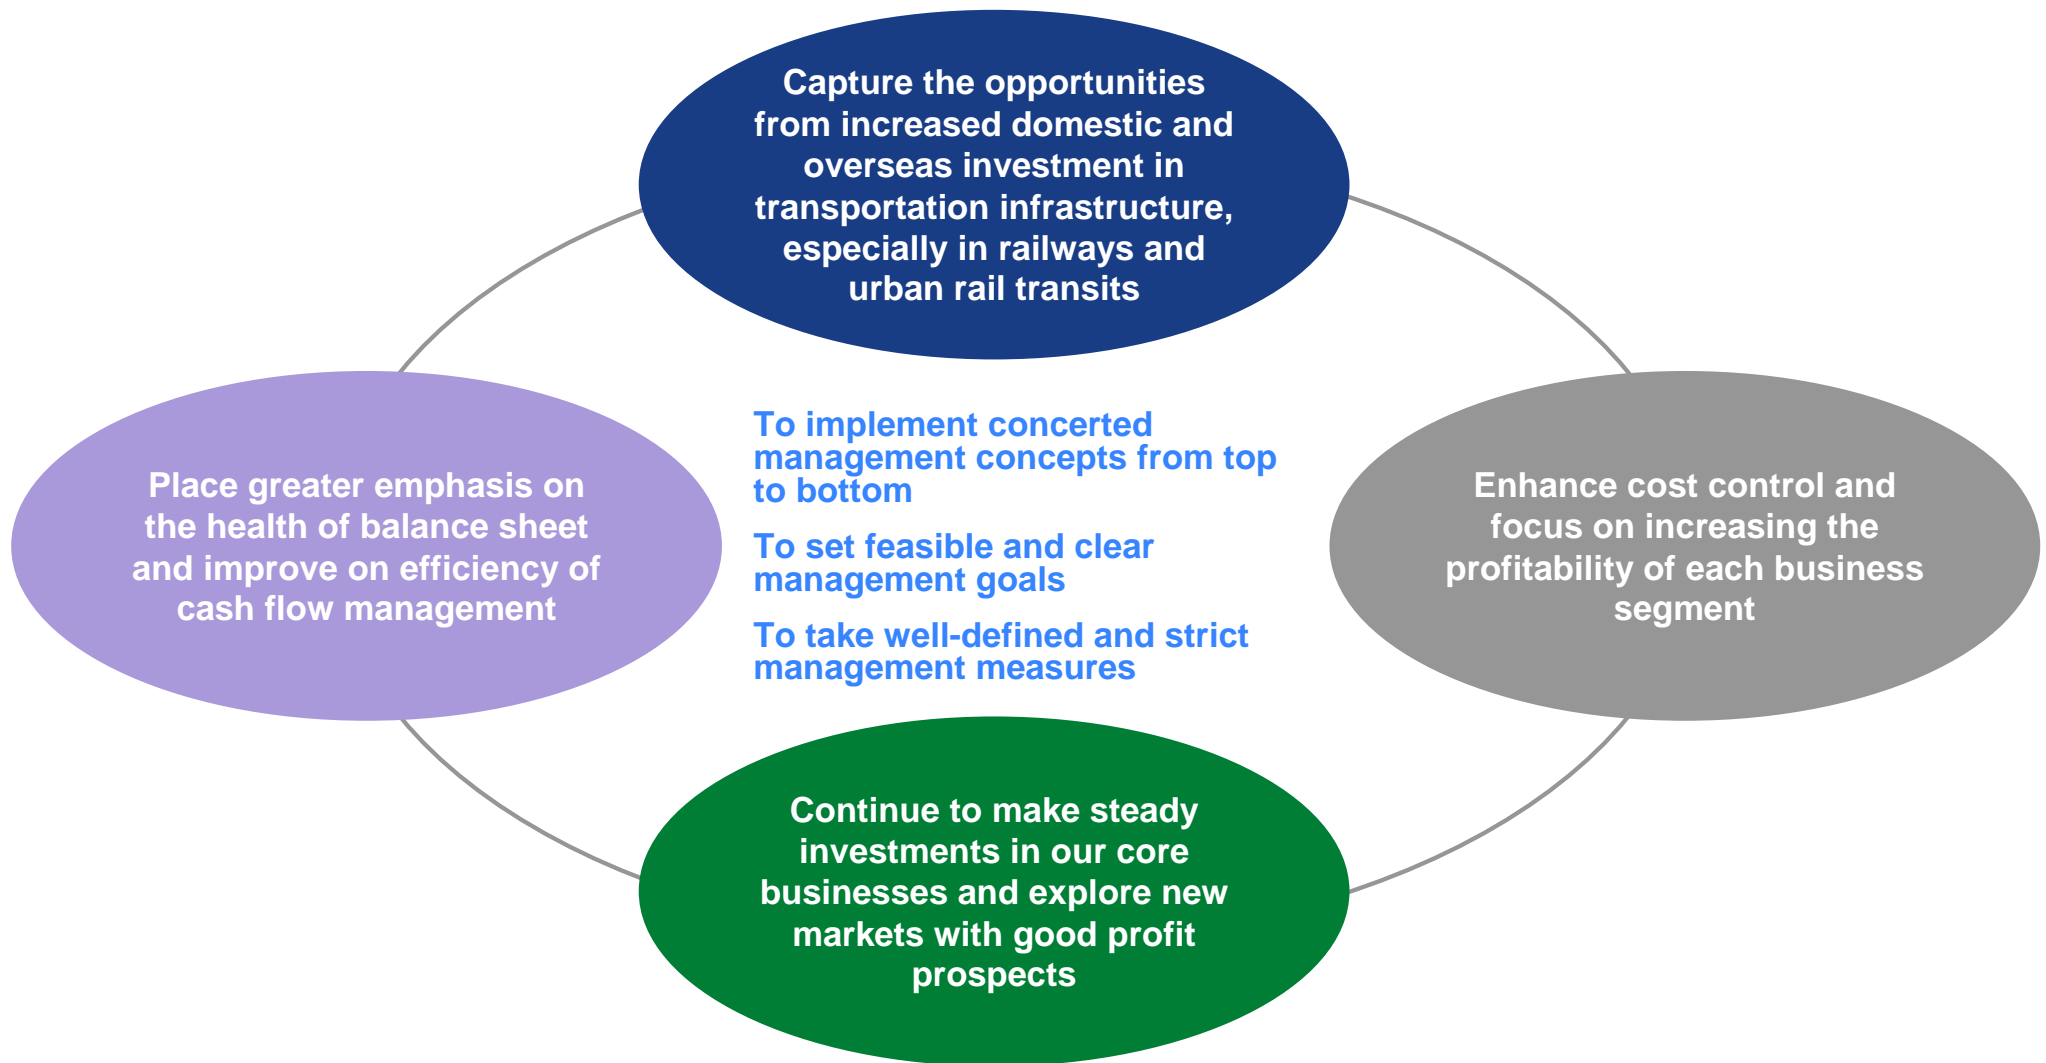 Capture the opportunities
from increased domestic and
overseas investment in
transportation infrastructure,
especially in railways and
urban rail transits
Place greater emphasis on
the health of balance sheet
and improve on efficiency of
cash flow management
To implement concerted
management concepts from top
to bottom
To set feasible and clear
management goals
To take well-defined and strict
management measures
Enhance cost control and
focus on increasing the
profitability of each business
segment
Continue to make steady
investments in our core
businesses and explore new
markets with good profit
prospects